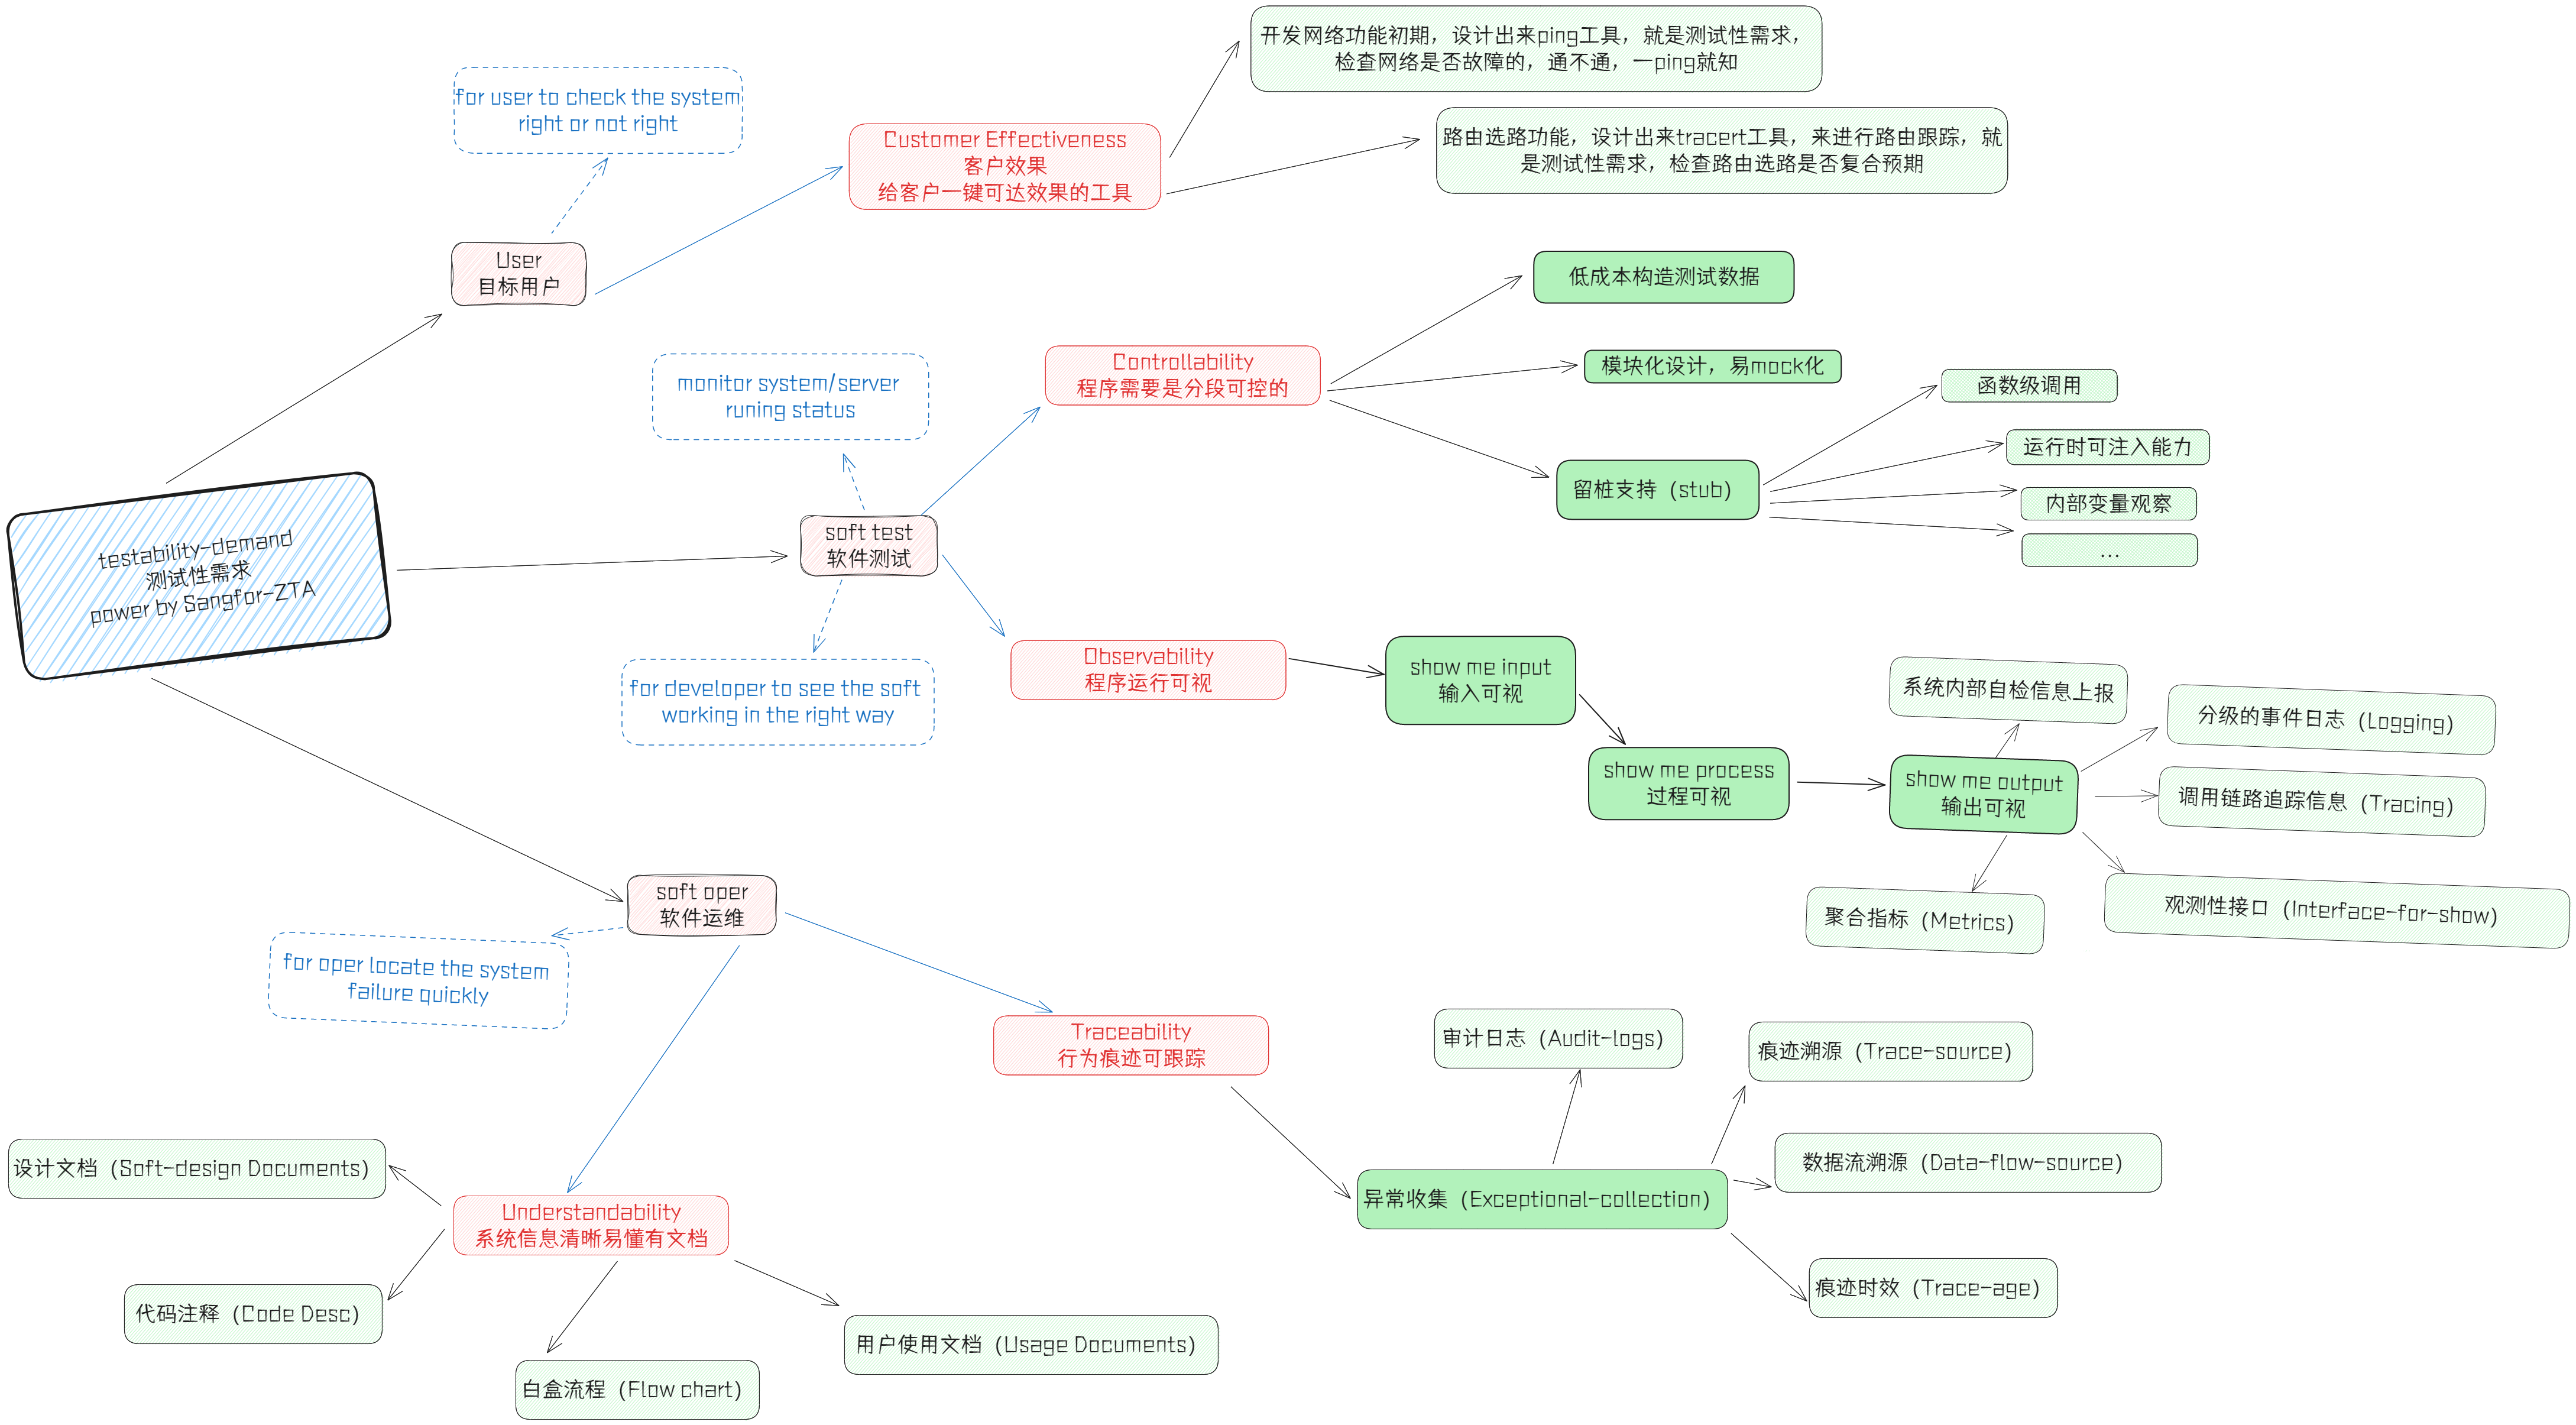 开发网络功能初期，设计出来ping工具，就是测试性需求，
检查网络是否故障的，通不通，一ping就知
for user to check the system
right or not right
Customer Effectiveness
客户效果
给客户一键可达效果的工具
路由选路功能，设计出来tracert工具，来进行路由跟踪，就
是测试性需求，检查路由选路是否复合预期
User
目标用户
低成本构造测试数据
monitor system/server
runing status
Controllability
程序需要是分段可控的
模块化设计，易mock化
函数级调用
运行时可注入能力
留桩支持（stub）
内部变量观察
...
testability-demand
测试性需求
power by Sangfor-ZTA
soft test
软件测试
for developer to see the soft
working in the right way
Observability
程序运行可视
show me input
输入可视
show me process
过程可视
show me output
输出可视
系统内部自检信息上报
分级的事件日志（Logging）
调用链路追踪信息（Tracing）
聚合指标（Metrics）
观测性接口（Interface-for-show）
soft oper
软件运维
for oper locate the system
failure quickly
Traceability
行为痕迹可跟踪
审计日志（Audit-logs）
痕迹溯源（Trace-source）
数据流溯源（Data-flow-source）
异常收集（Exceptional-collection）
痕迹时效（Trace-age）
设计文档（Soft-design Documents）
Understandability
系统信息清晰易懂有文档
代码注释（Code Desc）
用户使用文档（Usage Documents）
白盒流程（Flow chart）